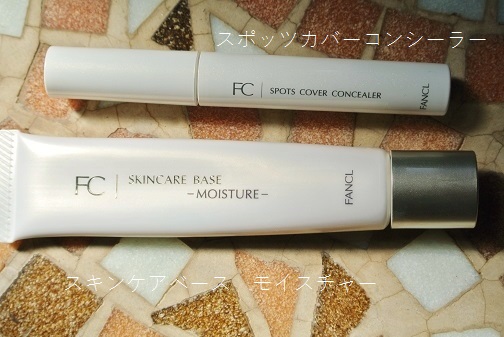 スポッツカバーコンシーラー
FC SPOTS COVER CONCEALER
FANCL
FC SKINCARE BASE
-MOISTURE-
FANCL
スキンケアベース　モイスチャー